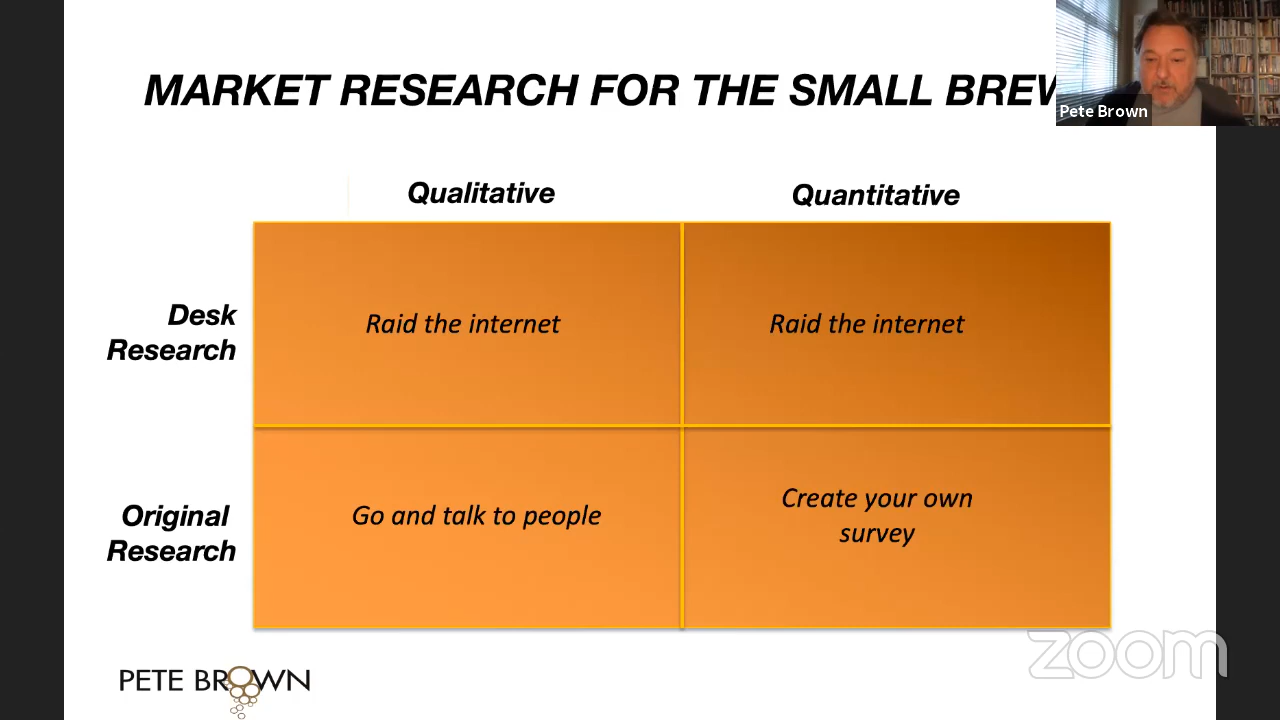 MARKET RESEARCH FOR THE SMALL
Pete Brown
Qualitative
Quantitative
Desk
Research
Raid the internet
Raid the internet
Original
Research
Go and talk to people
Create your own
survey
zoom
PETE BROWN